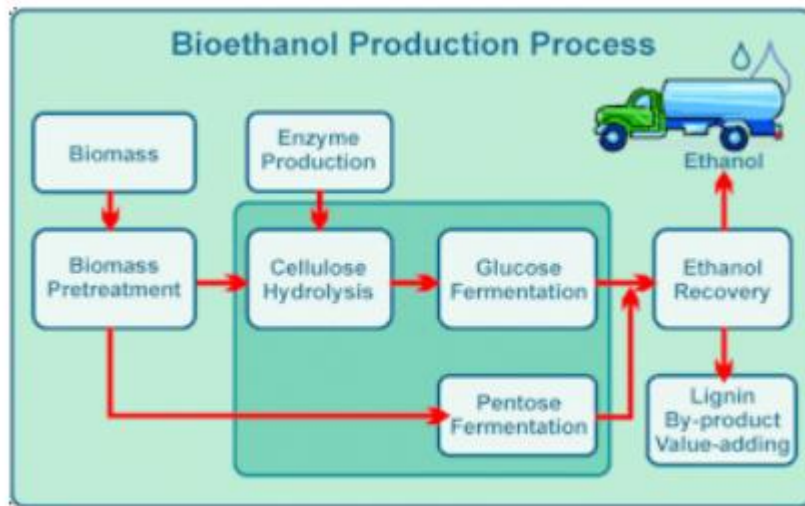 Bioethanol Production Process
Biomass
Enzyme
Production
Ethanol
Biomass
Pretreatment
Cellulose
Hydrolysis
Glucose
Fermentation
Ethanol
Recovery
Pentose
Fermentation
Lignin
By-product
Value-adding